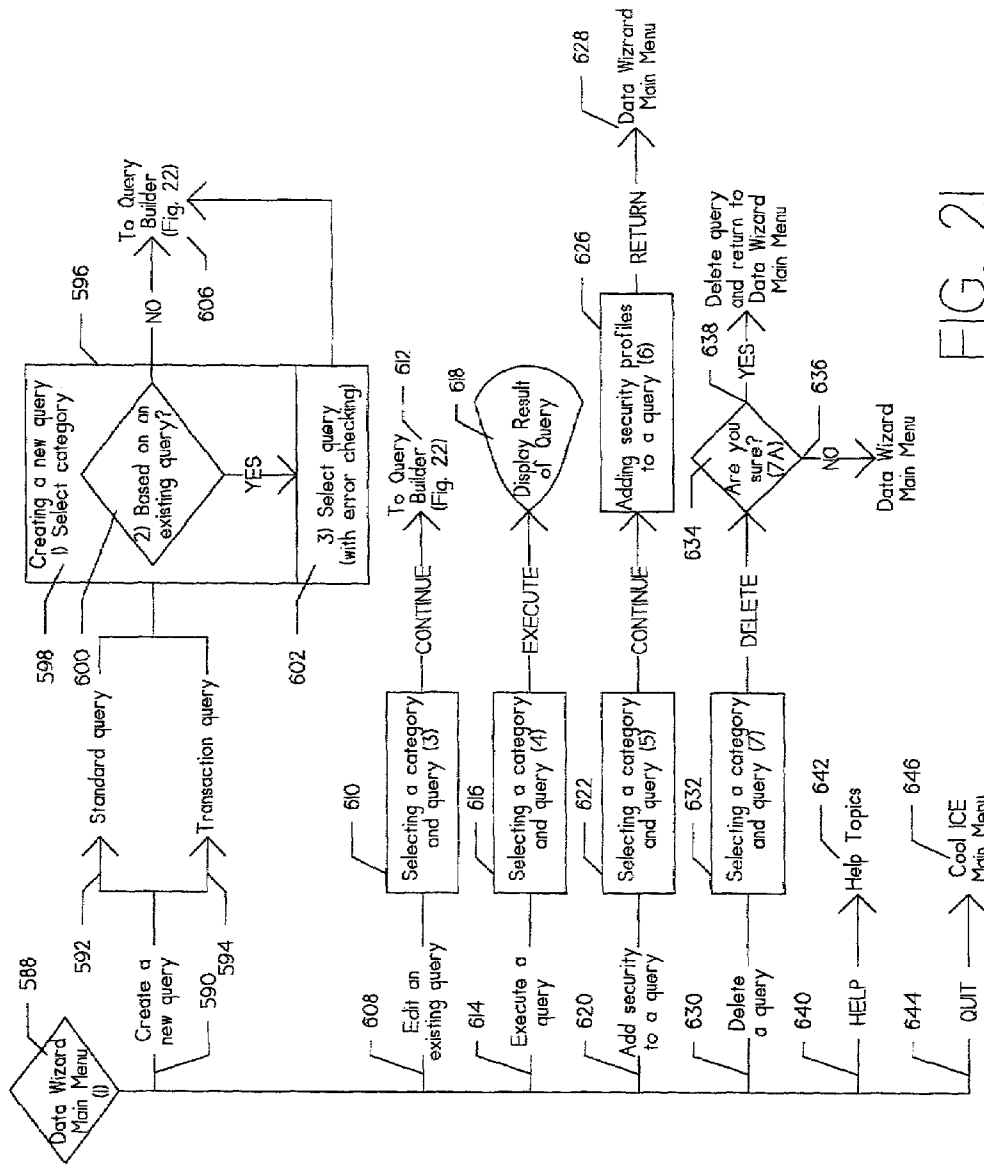 588
Data Wizard
Main Menu
(1)
Create a
new query
590
592
Standard query
594
Transaction query
596
Creating a new query
1) Select category
598
2) Based on an
existing query?
600
NO
YES
3) Select query
(with error checking)
602
To Query
Builder
(Fig. 22)
606
608
Edit an
existing query
610
Selecting a category
and query (3)
CONTINUE
To Query
Builder
(Fig. 22)
612
614
Execute a
query
616
Selecting a category
and query (4)
EXECUTE
618
Display Result
of Query
620
Add security
to a query
622
Selecting a category
and query (5)
CONTINUE
626
Adding security profiles
to a query (6)
RETURN
628
Data Wizrard
Main Menu
630
Delete
a query
632
Selecting a category
and query (7)
DELETE
634
Are you
sure?
(7A)
YES
638
Delete query
and return to
Data Wizard
Main Menu
NO
636
Data Wizard
Main Menu
640
HELP
642
Help Topics
644
QUIT
646
Cool ICE
Main Menu
FIG. 21